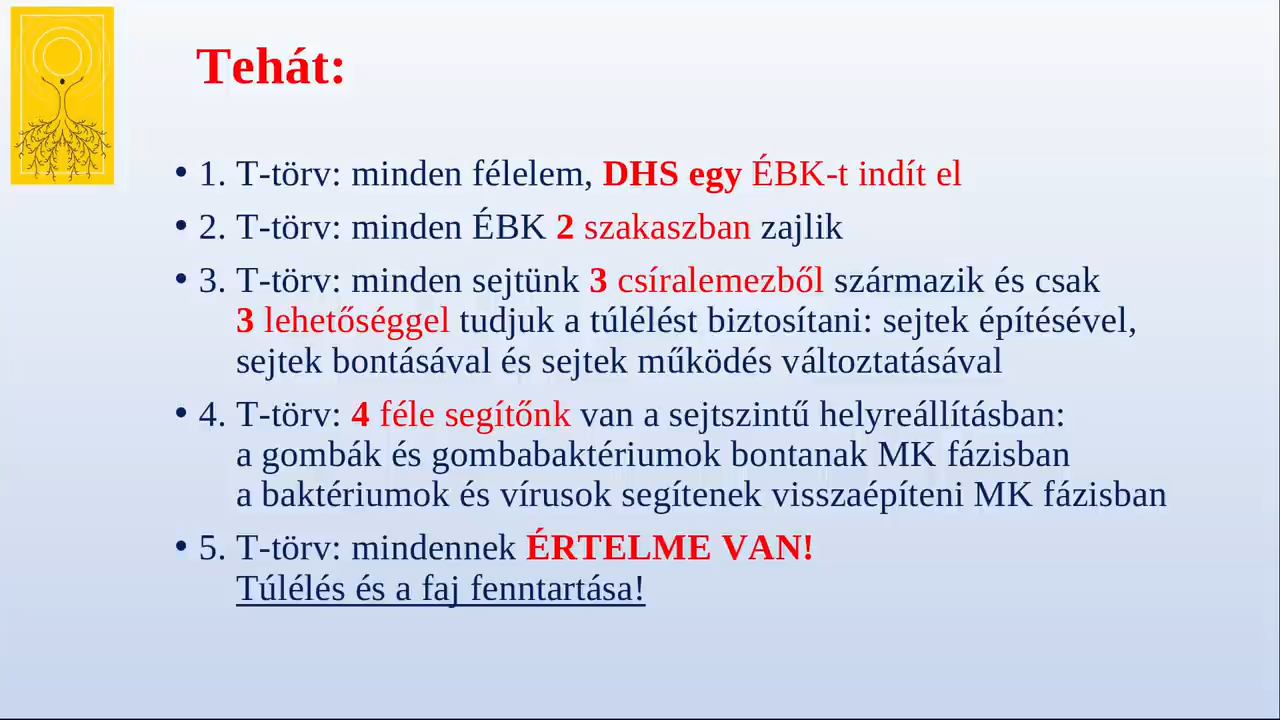 Tehát:
• 1. T-törv: minden félelem, DHS egy ÉBK-t indít el
• 2. T-törv: minden ÉBK 2 szakaszban zajlik
• 3. T-törv: minden sejtünk 3 csíralemezből származik és csak
3 lehetőséggel tudjuk a túlélést biztosítani: sejtek építésével,
sejtek bontásával és sejtek működés változtatásával
• 4. T-törv: 4 féle segítőnk van a sejtszintű helyreállításban:
a gombák és gombabaktériumok bontanak MK fázisban
a baktériumok és vírusok segítenek visszaépíteni MK fázisban
• 5. T-törv: mindennek ÉRTELME VAN!
Túlélés és a faj fenntartása!